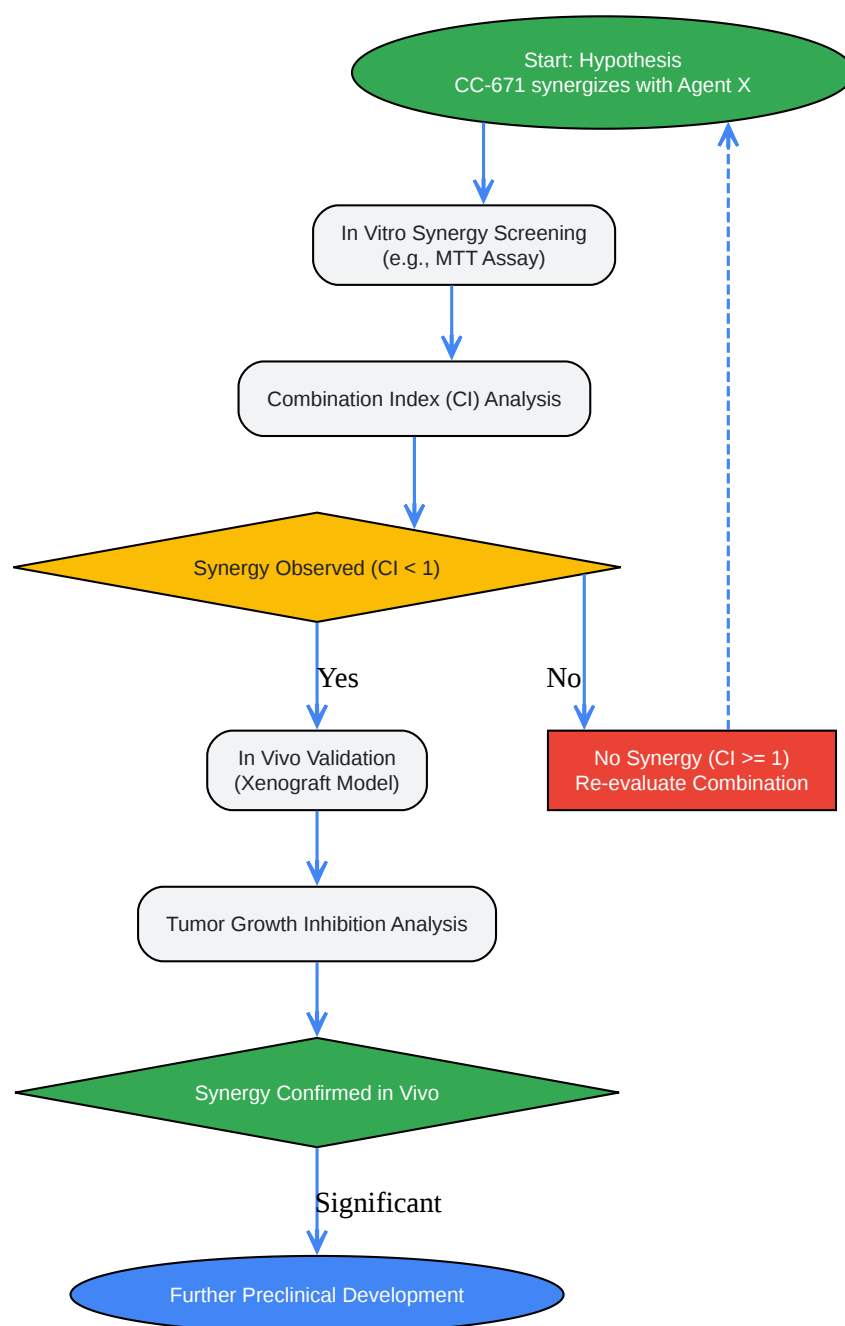 Start: Hypothesis
CC-671 synergizes with Agent X
In Vitro Synergy Screening
(e.g., MTT Assay)
Combination Index (CI) Analysis
Synergy Observed (CI < 1)
Yes
No
In Vivo Validation
(Xenograft Model)
No Synergy (CI >= 1)
Re-evaluate Combination
Tumor Growth Inhibition Analysis
Synergy Confirmed in Vivo
Significant
Further Preclinical Development